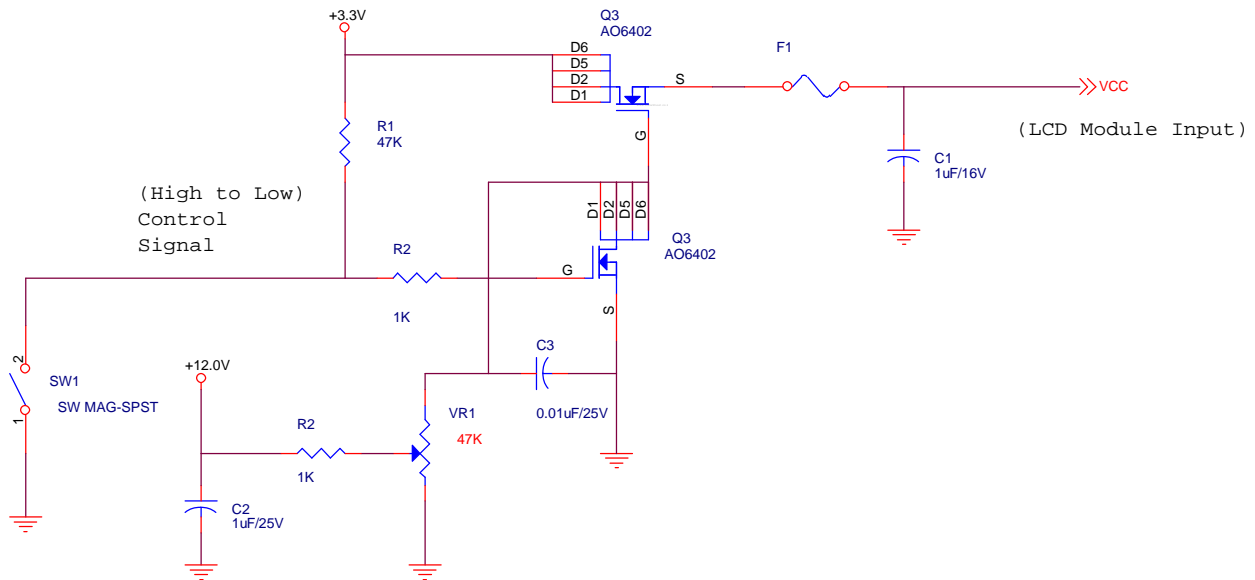 +3.3V
Q3
AO6402
F1
D6
D5
D2
D1
S
VCC
(LCD Module Input)
G
R1
47K
C1
1uF/16V
(High to Low)
Control
Signal
D1
D2
D5
D6
Q3
AO6402
R2
G
1K
S
C3
0.01uF/25V
2
SW1
SW MAG-SPST
1
+12.0V
VR1
47K
R2
1K
C2
1uF/25V